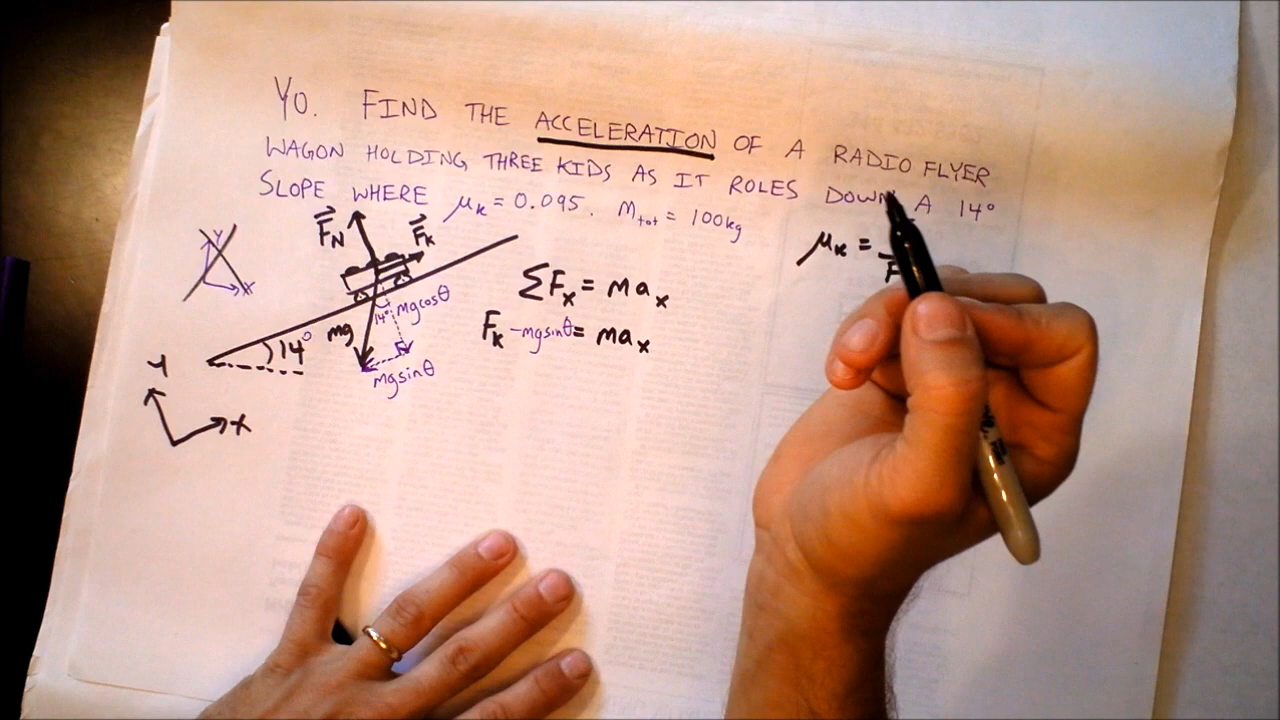 YO. FIND THE ACCELERATION OF A RADIO FLYER
WAGON HOLDING THREE KIDS AS IT ROLES DOWN A 14°
SLOPE WHERE μₖ = 0.095. mₜₒₜ = 100kg
F⃗N
F⃗K
μₖ =
y
x
ΣFₓ = maₓ
14°
mgcosθ
mg
FK -mgsinθ = maₓ
14°
mgsinθ
y
x